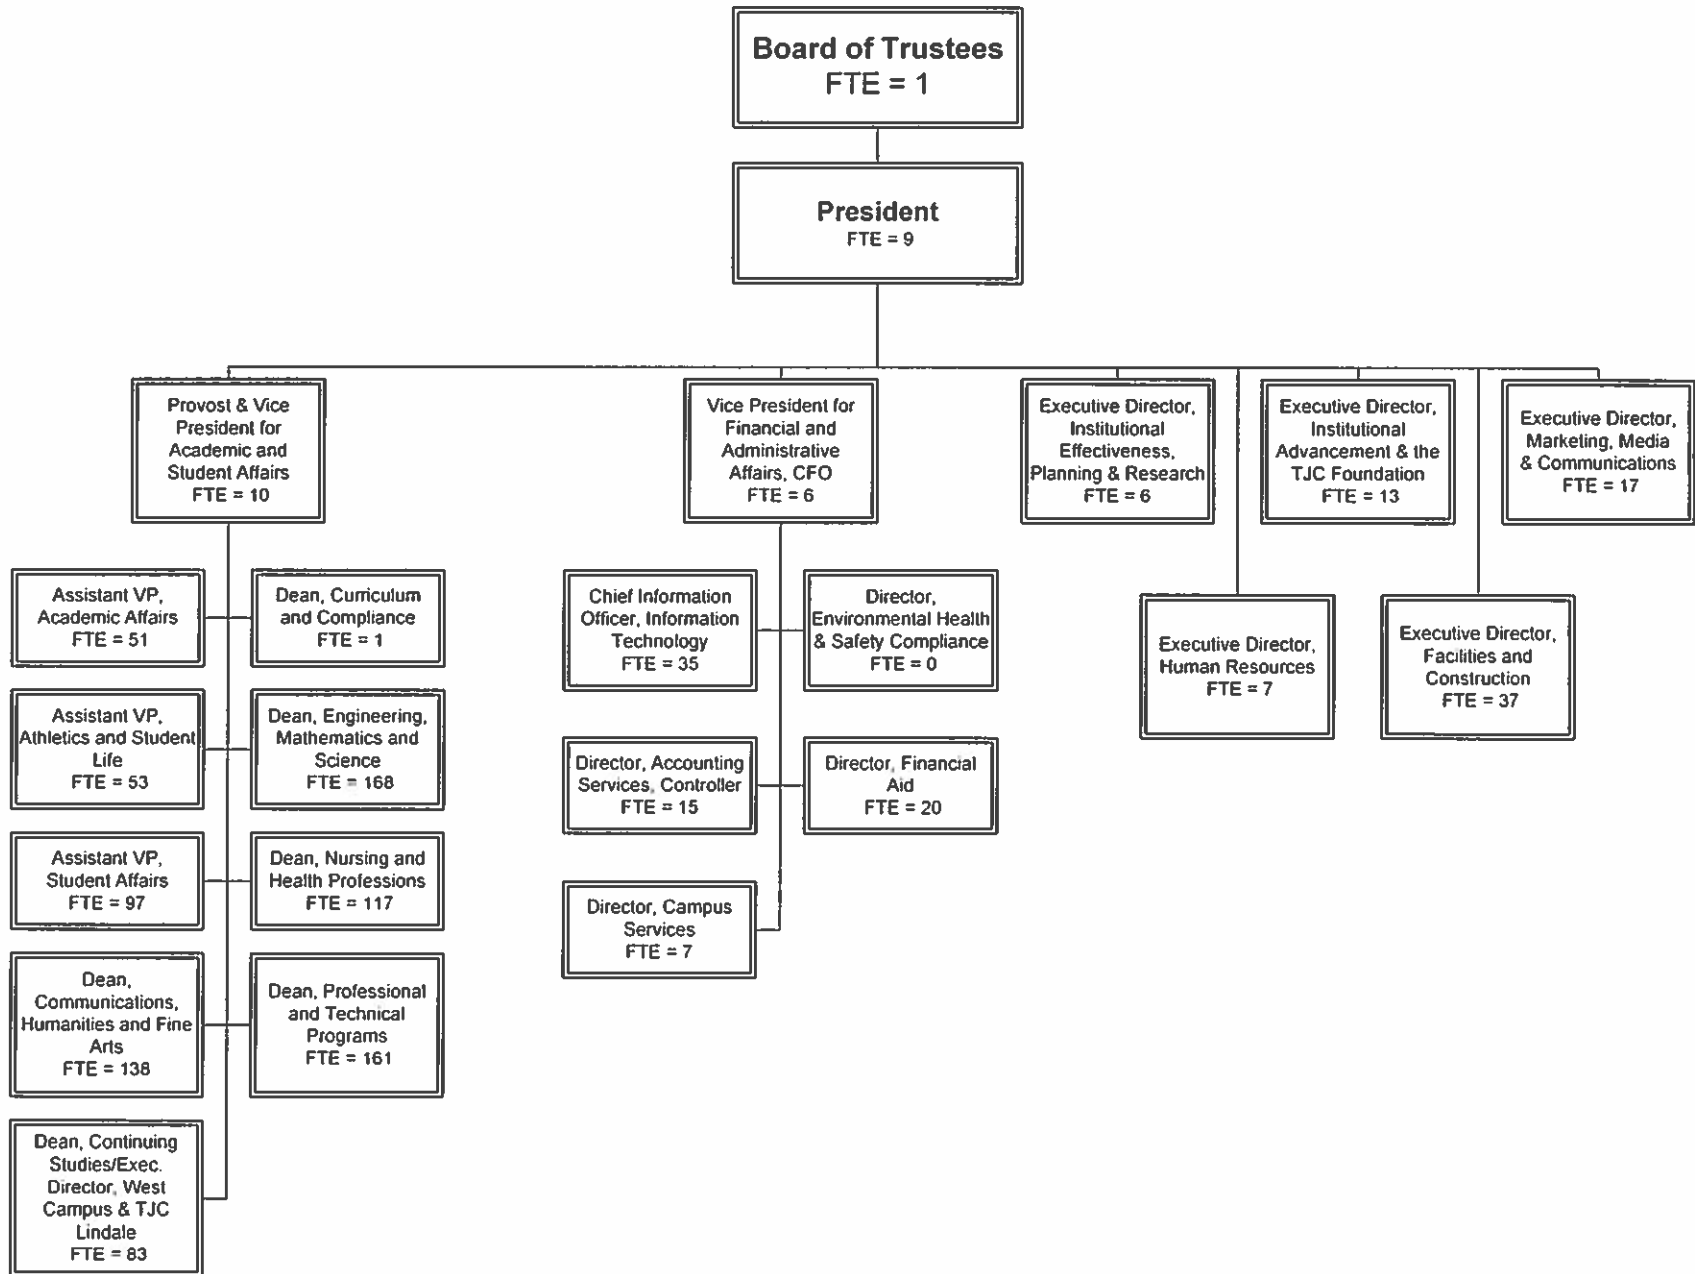 Board of Trustees
FTE = 1
President
FTE = 9
Provost & Vice
President for
Academic and
Student Affairs
FTE = 10
Vice President for
Financial and
Administrative
Affairs, CFO
FTE = 6
Executive Director,
Institutional
Effectiveness,
Planning & Research
FTE = 6
Executive Director,
Institutional
Advancement & the
TJC Foundation
FTE = 13
Executive Director,
Marketing, Media
& Communications
FTE = 17
Assistant VP,
Academic Affairs
FTE = 51
Dean, Curriculum
and Compliance
FTE = 1
Chief Information
Officer, Information
Technology
FTE = 35
Director,
Environmental Health
& Safety Compliance
FTE = 0
Executive Director,
Human Resources
FTE = 7
Executive Director,
Facilities and
Construction
FTE = 37
Assistant VP,
Athletics and Student
Life
FTE = 53
Dean, Engineering,
Mathematics and
Science
FTE = 168
Director, Accounting
Services, Controller
FTE = 15
Director, Financial
Aid
FTE = 20
Assistant VP,
Student Affairs
FTE = 97
Dean, Nursing and
Health Professions
FTE = 117
Director, Campus
Services
FTE = 7
Dean,
Communications,
Humanities and Fine
Arts
FTE = 138
Dean, Professional
and Technical
Programs
FTE = 161
Dean, Continuing
Studies/Exec.
Director, West
Campus & TJC
Lindale
FTE = 83